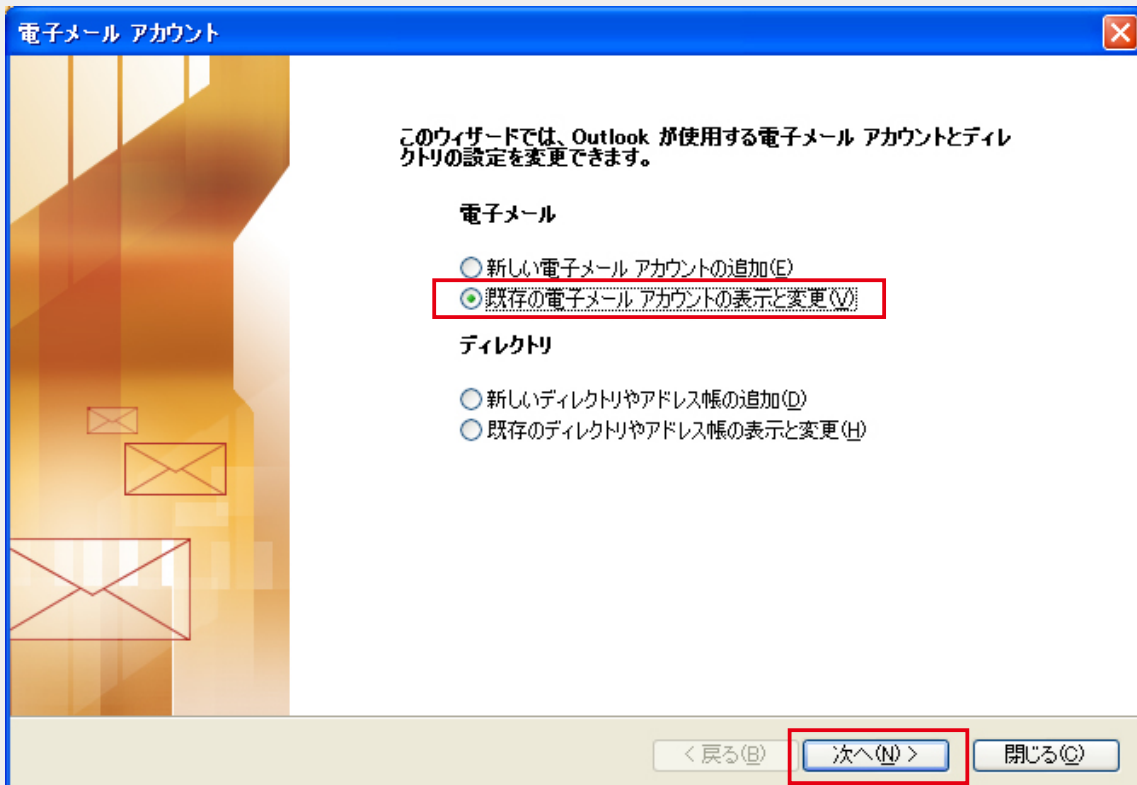 電子メール アカウント
このウィザードでは、Outlook が使用する電子メール アカウントとディレ
クトリの設定を変更できます。
電子メール
新しい電子メール アカウントの追加(E)
既存の電子メール アカウントの表示と変更(V)
ディレクトリ
新しいディレクトリやアドレス帳の追加(D)
既存のディレクトリやアドレス帳の表示と変更(H)
< 戻る(B) 次へ(N) > 閉じる(C)